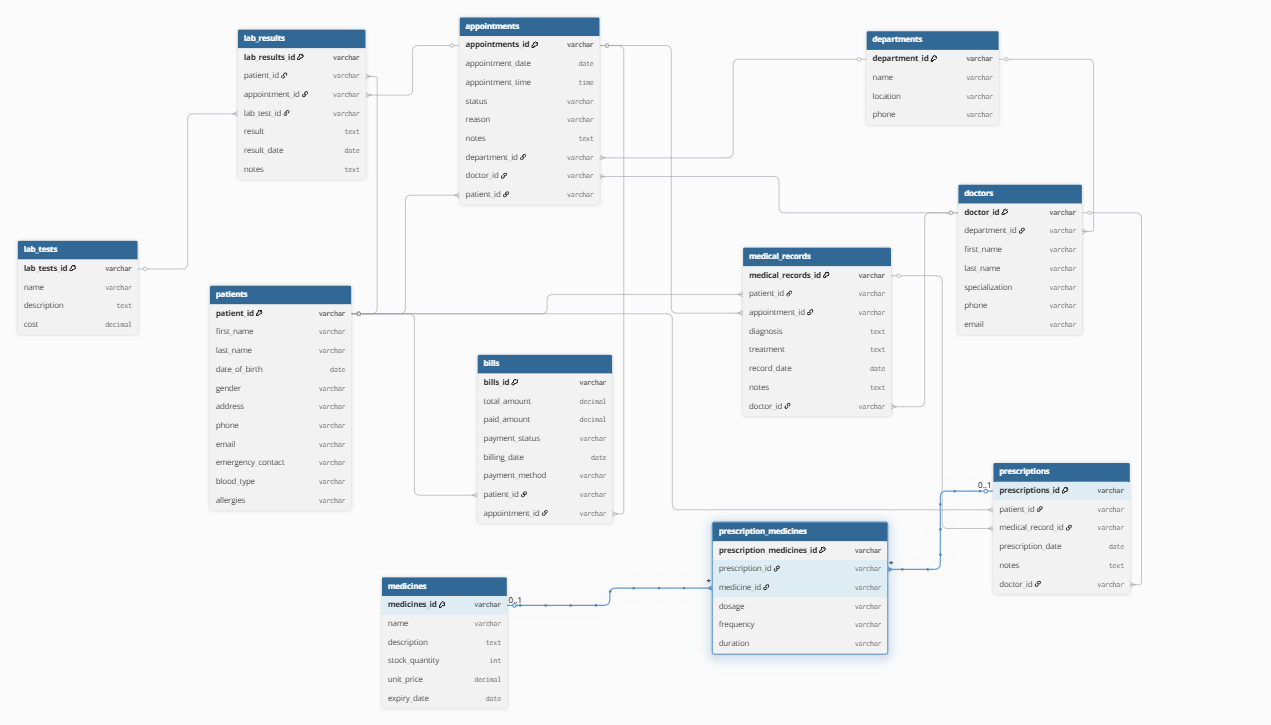 lab_results
lab_results_id varchar
patient_id varchar
appointment_id varchar
lab_test_id varchar
result text
result_date date
notes text
appointments
appointments_id varchar
appointment_date date
appointment_time time
status varchar
reason varchar
notes text
department_id varchar
doctor_id varchar
patient_id varchar
departments
department_id varchar
name varchar
location varchar
phone varchar
doctors
doctor_id varchar
department_id varchar
first_name varchar
last_name varchar
specialization varchar
phone varchar
email varchar
lab_tests
lab_tests_id varchar
name varchar
description text
cost decimal
patients
patient_id varchar
first_name varchar
last_name varchar
date_of_birth date
gender varchar
address varchar
phone varchar
email varchar
emergency_contact varchar
blood_type varchar
allergies varchar
medical_records
medical_records_id varchar
patient_id varchar
appointment_id varchar
diagnosis text
treatment text
record_date date
notes text
doctor_id varchar
bills
bills_id varchar
total_amount decimal
paid_amount decimal
payment_status varchar
billing_date date
payment_method varchar
patient_id varchar
appointment_id varchar
prescriptions
0..1
prescriptions_id varchar
patient_id varchar
medical_record_id varchar
prescription_date date
notes text
doctor_id varchar
prescription_medicines
prescription_medicines_id varchar
prescription_id varchar *
* medicine_id varchar
dosage varchar
frequency varchar
duration varchar
medicines
medicines_id varchar 0..1
name varchar
description text
stock_quantity int
unit_price decimal
expiry_date date